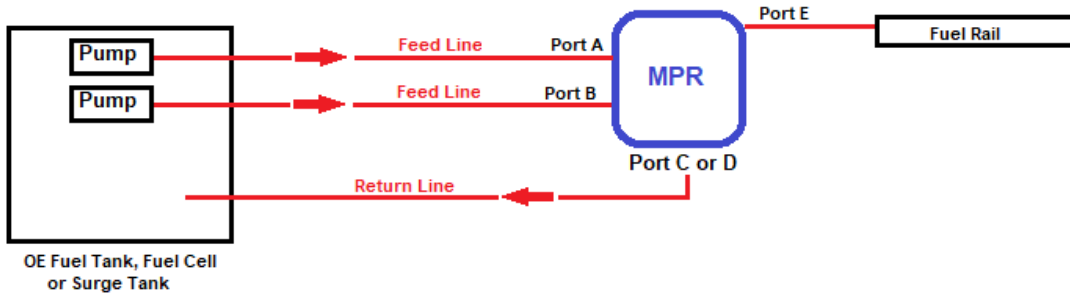 Port E
Fuel Rail
Pump
Feed Line
Port A
MPR
Pump
Feed Line
Port B
Port C or D
Return Line
OE Fuel Tank, Fuel Cell
or Surge Tank